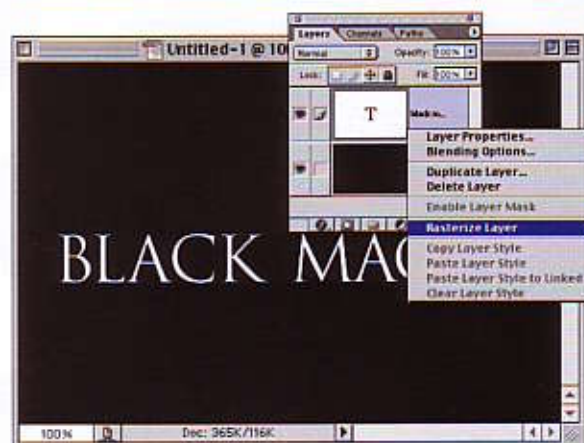 Layers Channels Paths
Untitled-1 @ 100
Normal Opacity: 100%
Lock: Fill: 100%
T
Layer Properties...
Blending Options...
Duplicate Layer...
Delete Layer
Enable Layer Mask
Rasterize Layer
Copy Layer Style
Paste Layer Style
Paste Layer Style to Linked
Clear Layer Style
BLACK MAG
100% Doc: 365K/116K